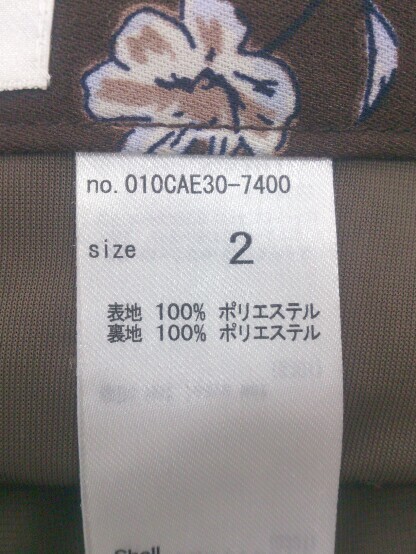 no. 010CAE30-7400
size 2
表地 100% ポリエステル
裏地 100% ポリエステル
Shell